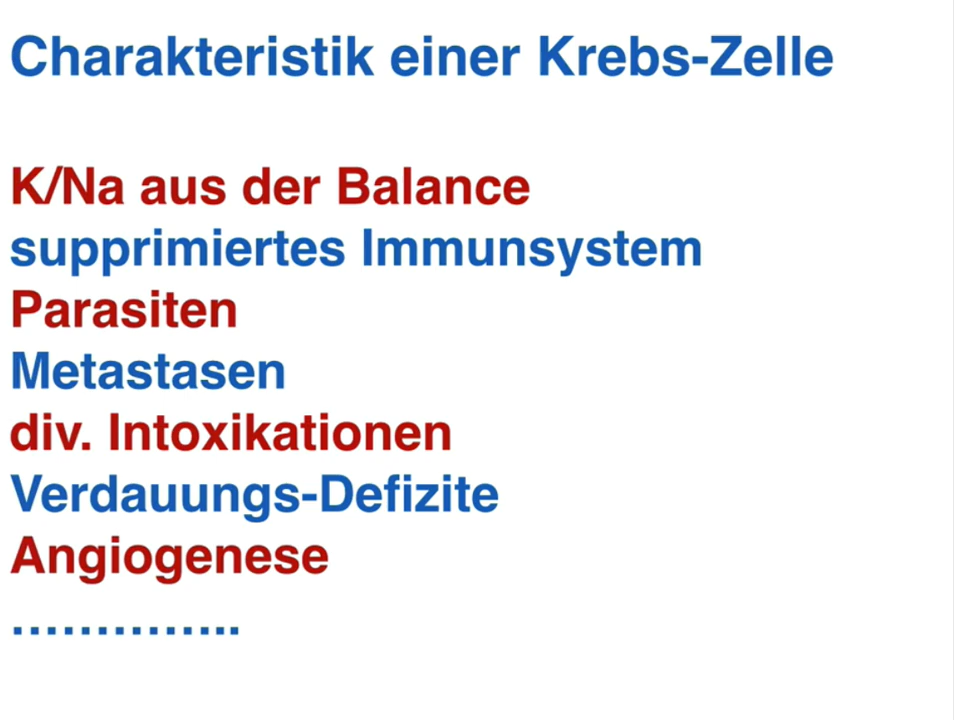 Charakteristik einer Krebs-Zelle
K/Na aus der Balance
supprimiertes Immunsystem
Parasiten
Metastasen
div. Intoxikationen
Verdauungs-Defizite
Angiogenese
…………..